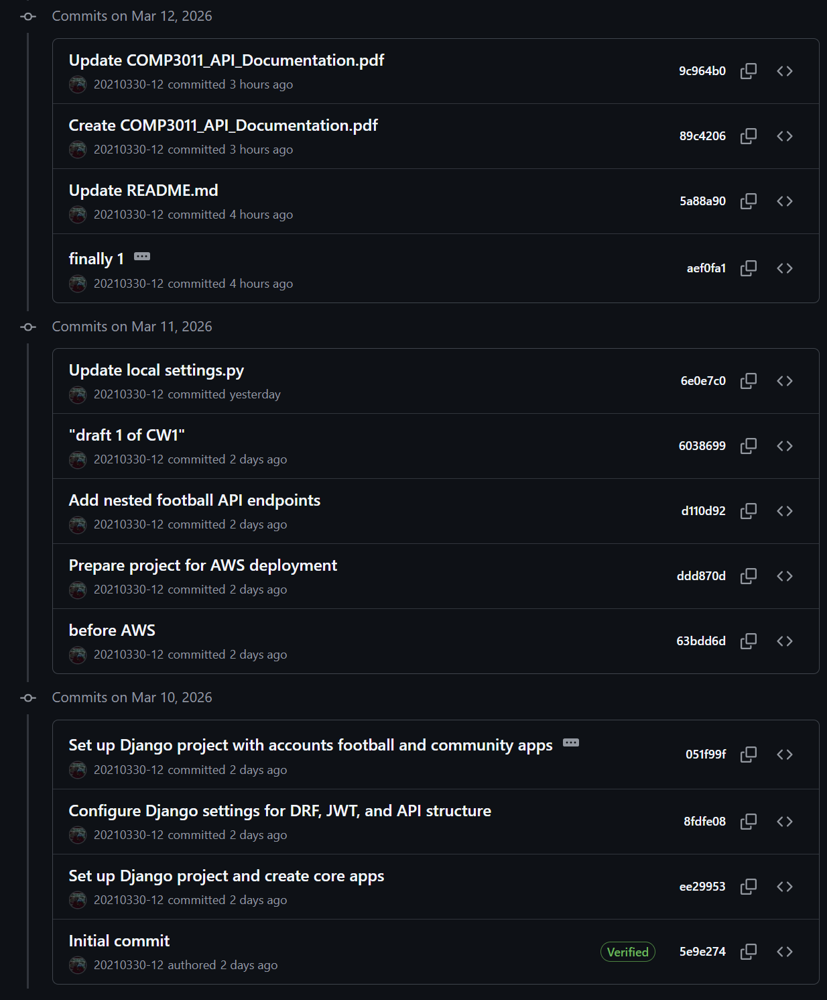 Commits on Mar 12, 2026
Update COMP3011_API_Documentation.pdf
20210330-12 committed 3 hours ago
9c964b0
Create COMP3011_API_Documentation.pdf
20210330-12 committed 3 hours ago
89c4206
Update README.md
20210330-12 committed 4 hours ago
5a88a90
finally 1
20210330-12 committed 4 hours ago
aef0fa1
Commits on Mar 11, 2026
Update local settings.py
20210330-12 committed yesterday
6e0e7c0
"draft 1 of CW1"
20210330-12 committed 2 days ago
6038699
Add nested football API endpoints
20210330-12 committed 2 days ago
d110d92
Prepare project for AWS deployment
20210330-12 committed 2 days ago
ddd870d
before AWS
20210330-12 committed 2 days ago
63bdd6d
Commits on Mar 10, 2026
Set up Django project with accounts football and community apps
20210330-12 committed 2 days ago
051f99f
Configure Django settings for DRF, JWT, and API structure
20210330-12 committed 2 days ago
8fdfe08
Set up Django project and create core apps
20210330-12 committed 2 days ago
ee29953
Initial commit
20210330-12 authored 2 days ago
Verified
5e9e274